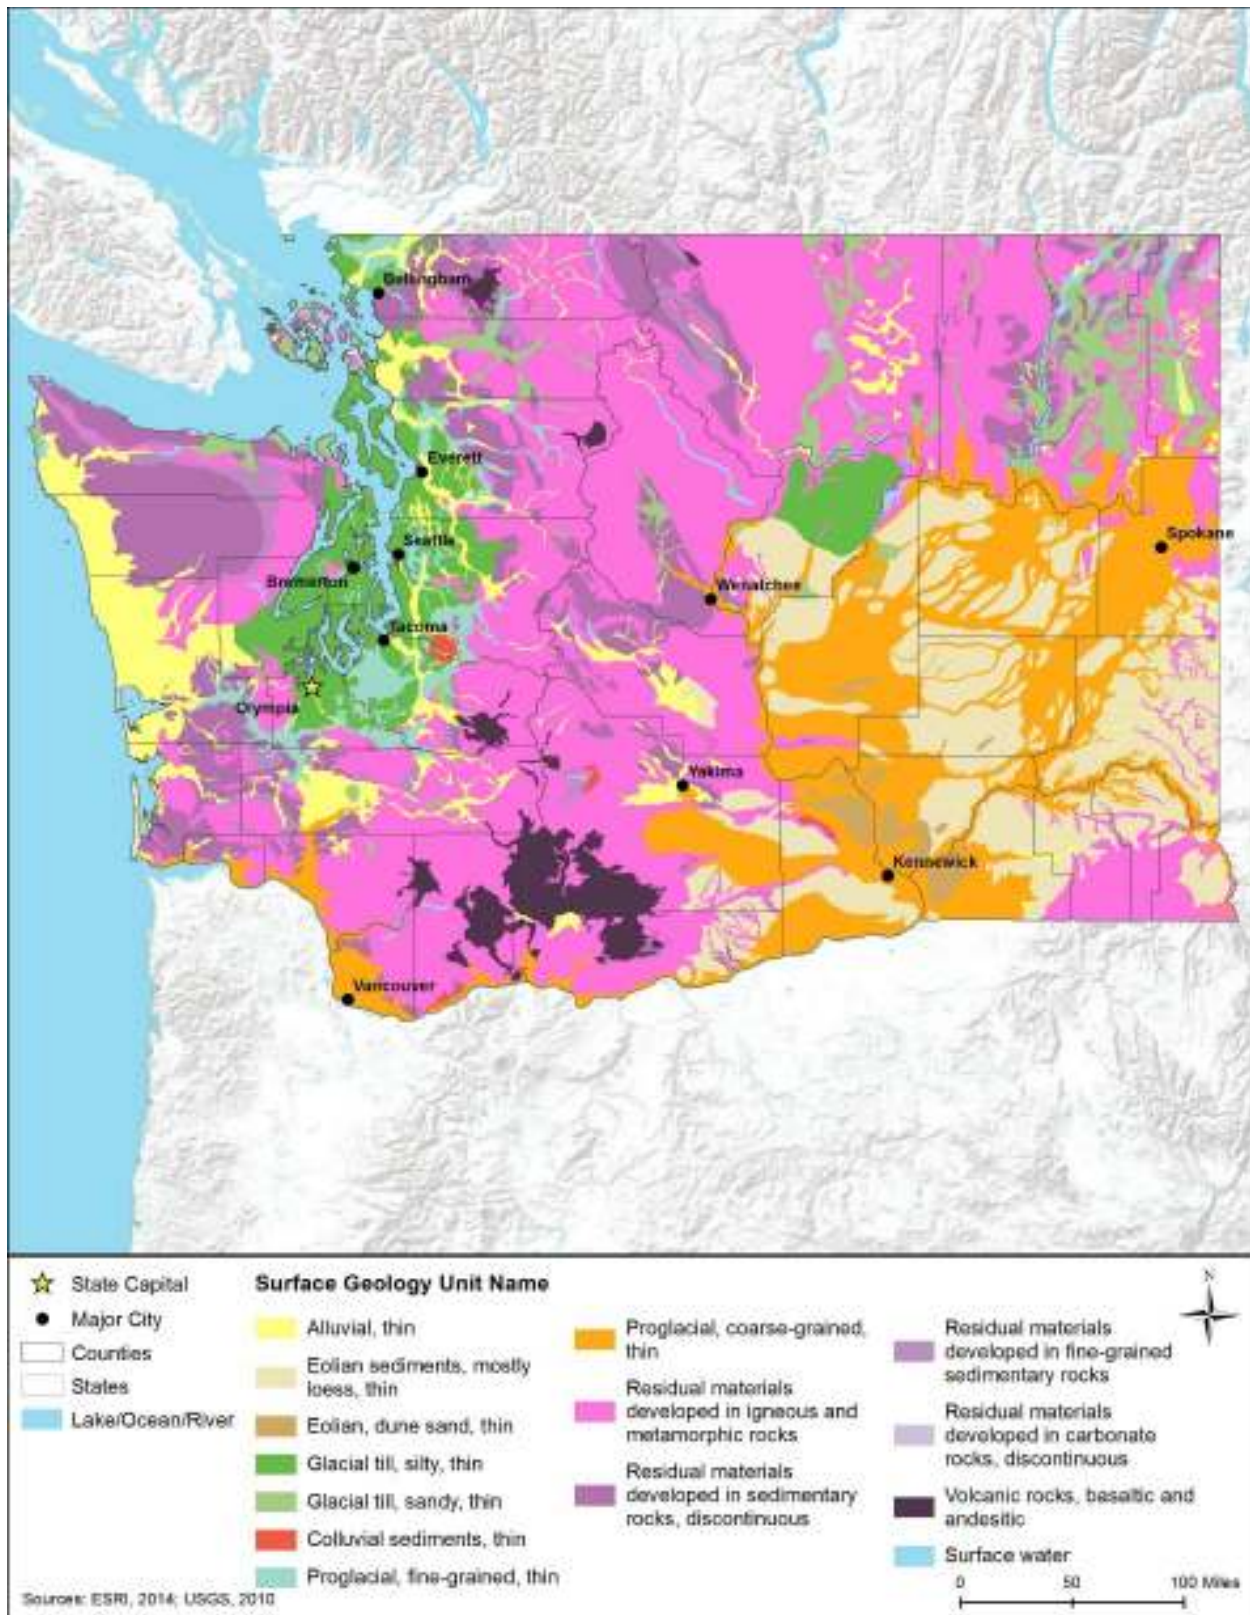 Bellingham
Everett
Seattle
Bremerton
Spokane
Wenatchee
Tacoma
Olympia
Yakima
Kennewick
Vancouver
State Capital
Major City
Counties
States
Lake/Ocean/River
Surface Geology Unit Name
Alluvial, thin
Eolian sediments, mostly
loess, thin
Eolian, dune sand, thin
Glacial till, silty, thin
Glacial till, sandy, thin
Colluvial sediments, thin
Proglacial, fine-grained, thin
Proglacial, coarse-grained,
thin
Residual materials
developed in igneous and
metamorphic rocks
Residual materials
developed in sedimentary
rocks, discontinuous
Residual materials
developed in fine-grained
sedimentary rocks
Residual materials
developed in carbonate
rocks, discontinuous
Volcanic rocks, basaltic and
andesitic
Surface water
N
0 50 100 Miles
Sources: ESRI, 2014; USGS, 2010